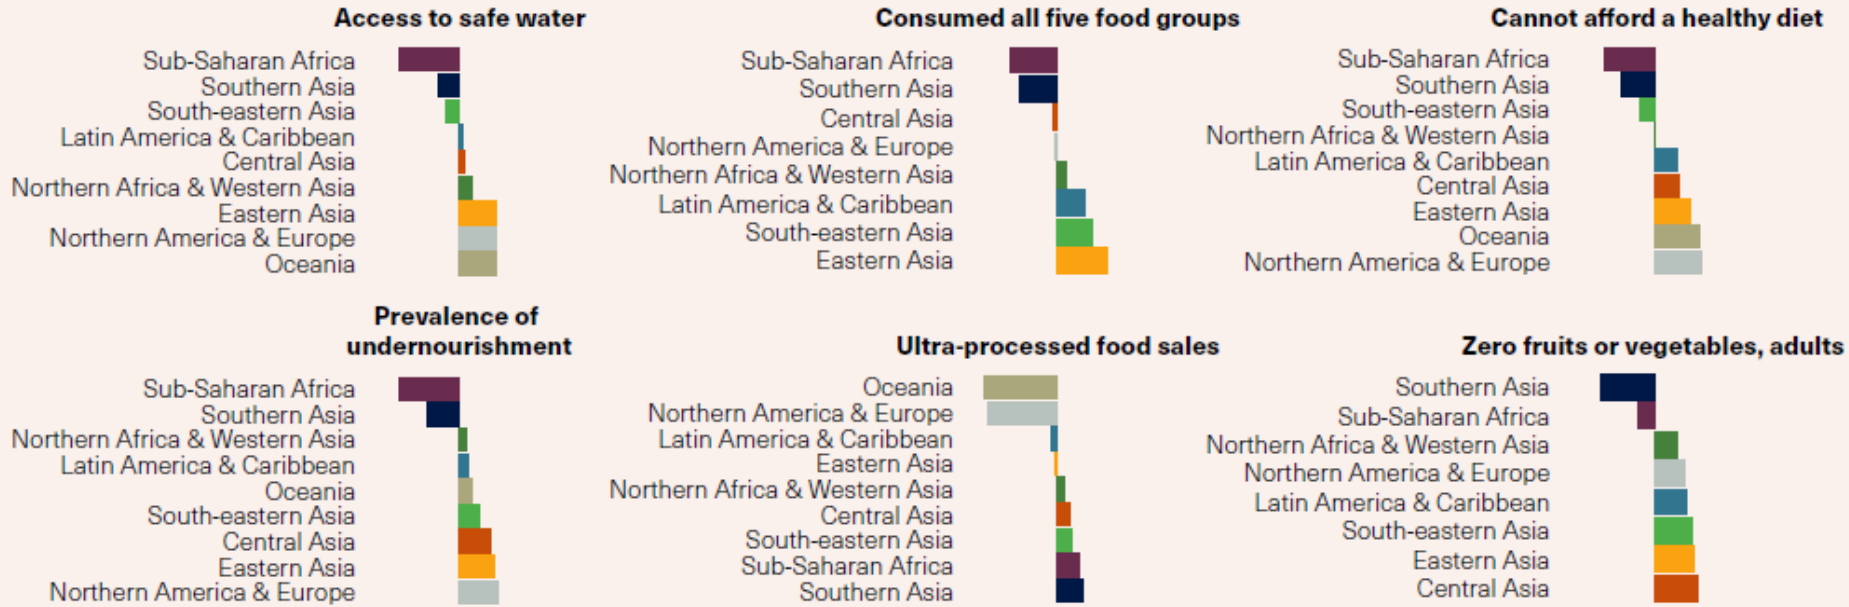 Access to safe water
Sub-Saharan Africa
Southern Asia
South-eastern Asia
Latin America & Caribbean
Central Asia
Northern Africa & Western Asia
Eastern Asia
Northern America & Europe
Oceania
Consumed all five food groups
Sub-Saharan Africa
Southern Asia
Central Asia
Northern America & Europe
Northern Africa & Western Asia
Latin America & Caribbean
South-eastern Asia
Eastern Asia
Cannot afford a healthy diet
Sub-Saharan Africa
Southern Asia
South-eastern Asia
Northern Africa & Western Asia
Latin America & Caribbean
Central Asia
Eastern Asia
Oceania
Northern America & Europe
Prevalence of
undernourishment
Sub-Saharan Africa
Southern Asia
Northern Africa & Western Asia
Latin America & Caribbean
Oceania
South-eastern Asia
Central Asia
Eastern Asia
Northern America & Europe
Ultra-processed food sales
Oceania
Northern America & Europe
Latin America & Caribbean
Eastern Asia
Northern Africa & Western Asia
Central Asia
South-eastern Asia
Sub-Saharan Africa
Southern Asia
Zero fruits or vegetables, adults
Southern Asia
Sub-Saharan Africa
Northern Africa & Western Asia
Northern America & Europe
Latin America & Caribbean
South-eastern Asia
Eastern Asia
Central Asia